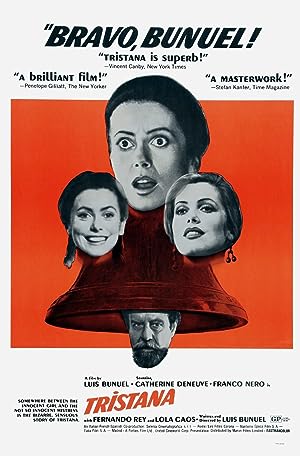 "BRAVO, BUNUEL!
"TRISTANA is SUPERB!"
—Vincent Canby, New York Times
"A brilliant film!"
—Penelope Gilliatt, The New Yorker
"A MASTERWORK!"
—Stefan Kanfer, Time Magazine
A film by
LUIS BUNUEL
Starring
CATHERINE DENEUVE · FRANCO NERO in
SOMEWHERE BETWEEN THE
INNOCENT GIRL AND THE
NOT SO INNOCENT MISTRESS
IS THE BIZARRE, SENSUOUS
STORY OF TRISTANA.
TRISTANA
with FERNANDO REY and LOLA GAOS
Written and Directed by LUIS BUNUEL
EASTMANCOLOR